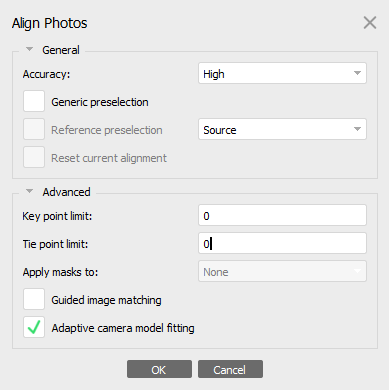 Align Photos
General
Accuracy: High
Generic preselection
Reference preselection Source
Reset current alignment
Advanced
Key point limit: 0
Tie point limit: 0
Apply masks to: None
Guided image matching
Adaptive camera model fitting
OK Cancel